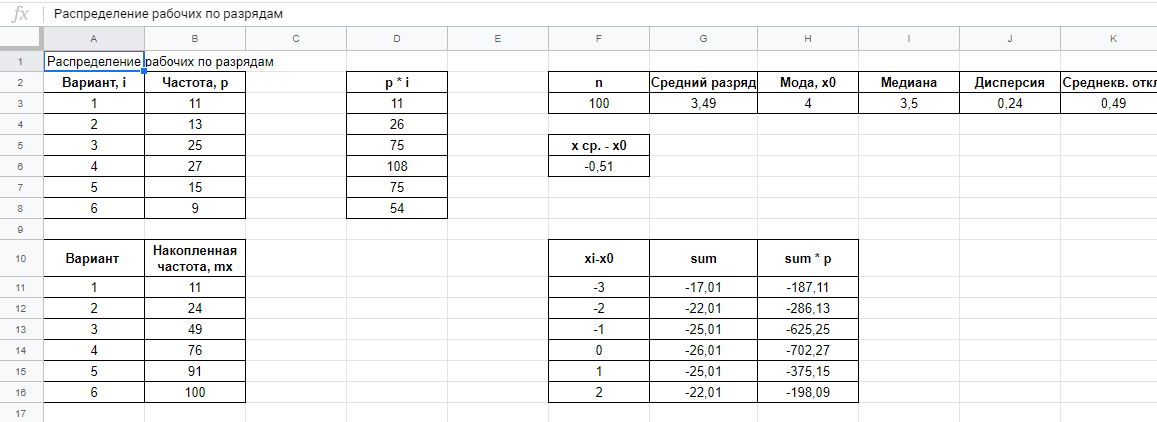 fx Распределение рабочих по разрядам
A B C D E F G H I J K
1 Распределение рабочих по разрядам
2 Вариант, i Частота, p p * i n Средний разряд Мода, x0 Медиана Дисперсия Среднекв. откл
3 1 11 11 100 3,49 4 3,5 0,24 0,49
4 2 13 26
5 3 25 75 x ср. - x0
6 4 27 108 -0,51
7 5 15 75
8 6 9 54
9
10 Вариант Накопленная частота, mx xi-x0 sum sum * p
11 1 11 -3 -17,01 -187,11
12 2 24 -2 -22,01 -286,13
13 3 49 -1 -25,01 -625,25
14 4 76 0 -26,01 -702,27
15 5 91 1 -25,01 -375,15
16 6 100 2 -22,01 -198,09
17